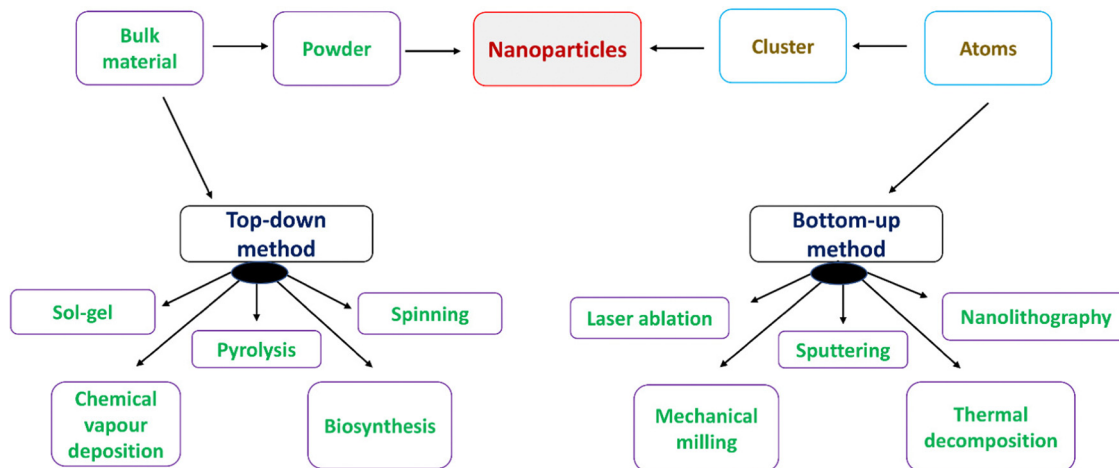 Bulk
material
Powder
Nanoparticles
Cluster
Atoms
Top-down
method
Bottom-up
method
Sol-gel
Pyrolysis
Spinning
Chemical
vapour
deposition
Biosynthesis
Laser ablation
Sputtering
Nanolithography
Mechanical
milling
Thermal
decomposition